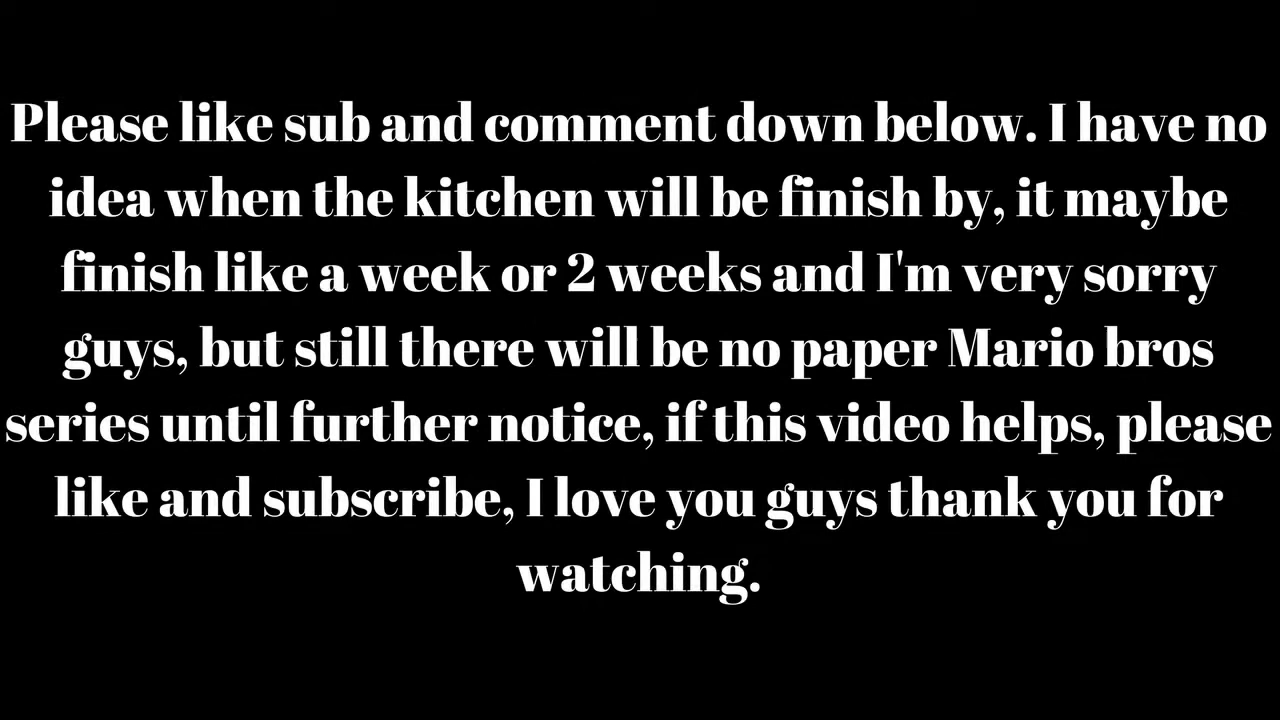 Please like sub and comment down below. I have no
idea when the kitchen will be finish by, it maybe
finish like a week or 2 weeks and I'm very sorry
guys, but still there will be no paper Mario bros
series until further notice, if this video helps, please
like and subscribe, I love you guys thank you for
watching.